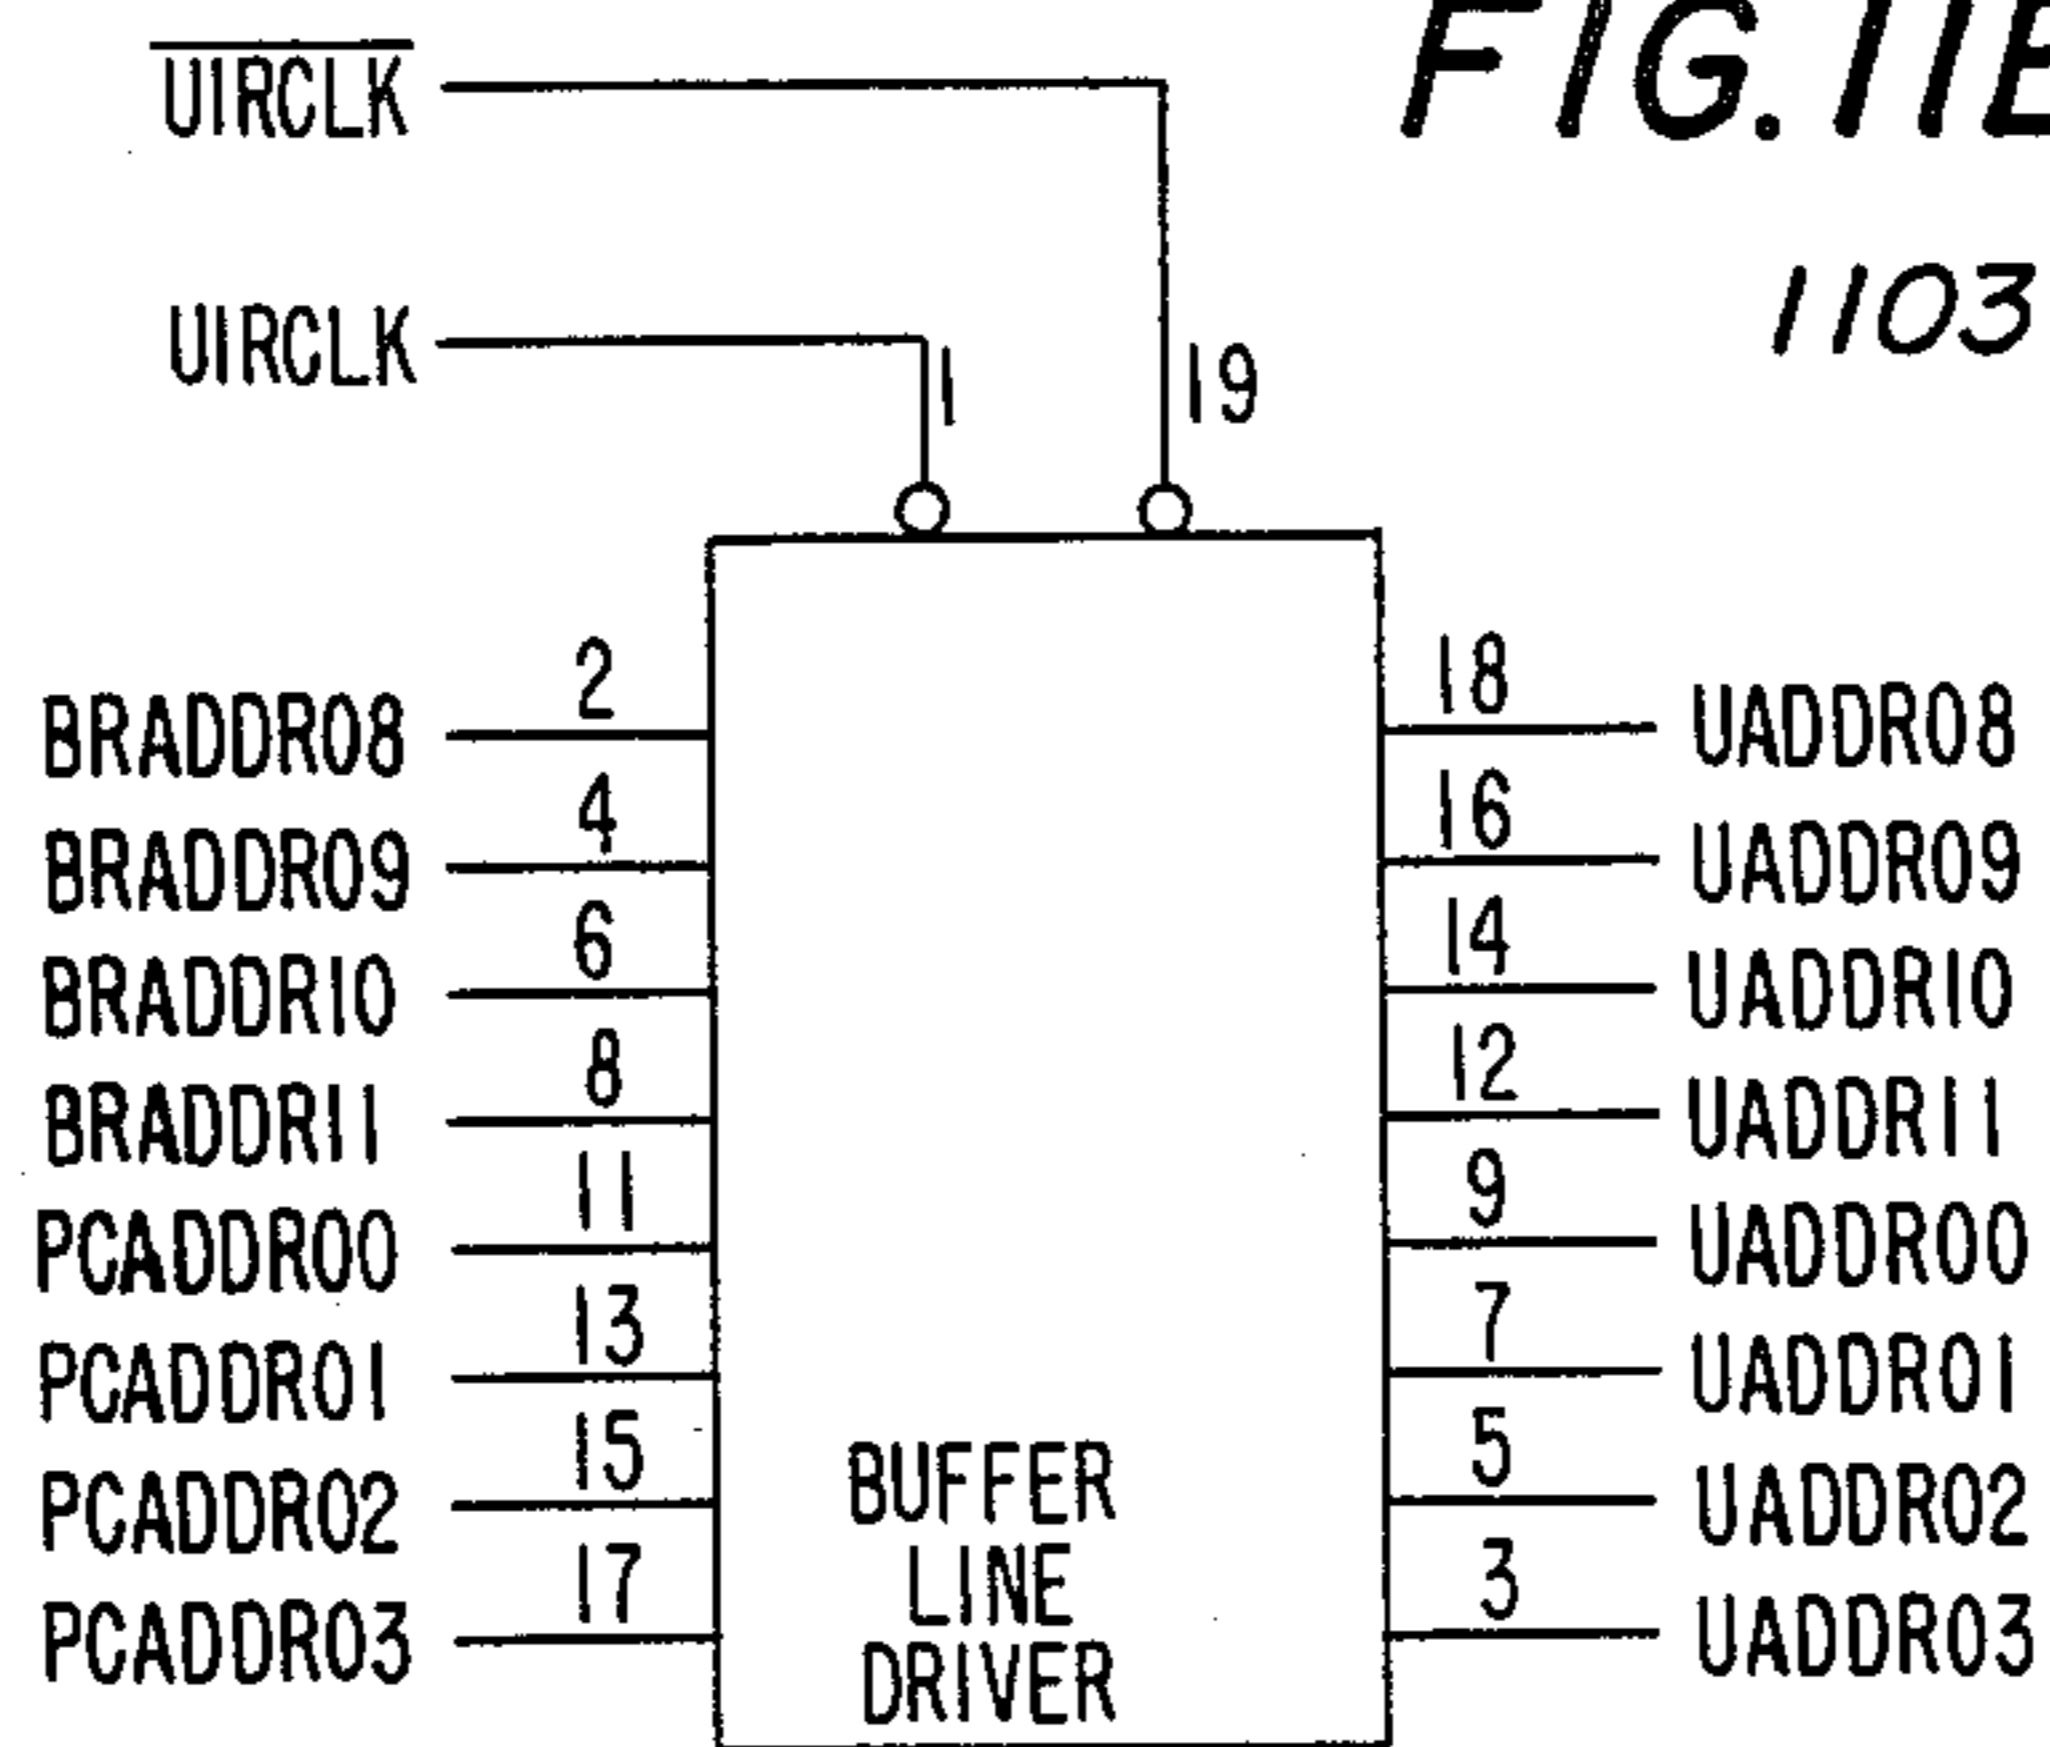 FIG. 11E
1103
U̅I̅R̅C̅L̅K̅
UIRCLK
1
19
BRADDR08 2 18 UADDR08
BRADDR09 4 16 UADDR09
BRADDR10 6 14 UADDR10
BRADDR11 8 12 UADDR11
PCADDR00 11 9 UADDR00
PCADDR01 13 7 UADDR01
PCADDR02 15 5 UADDR02
PCADDR03 17 3 UADDR03
BUFFER
LINE
DRIVER